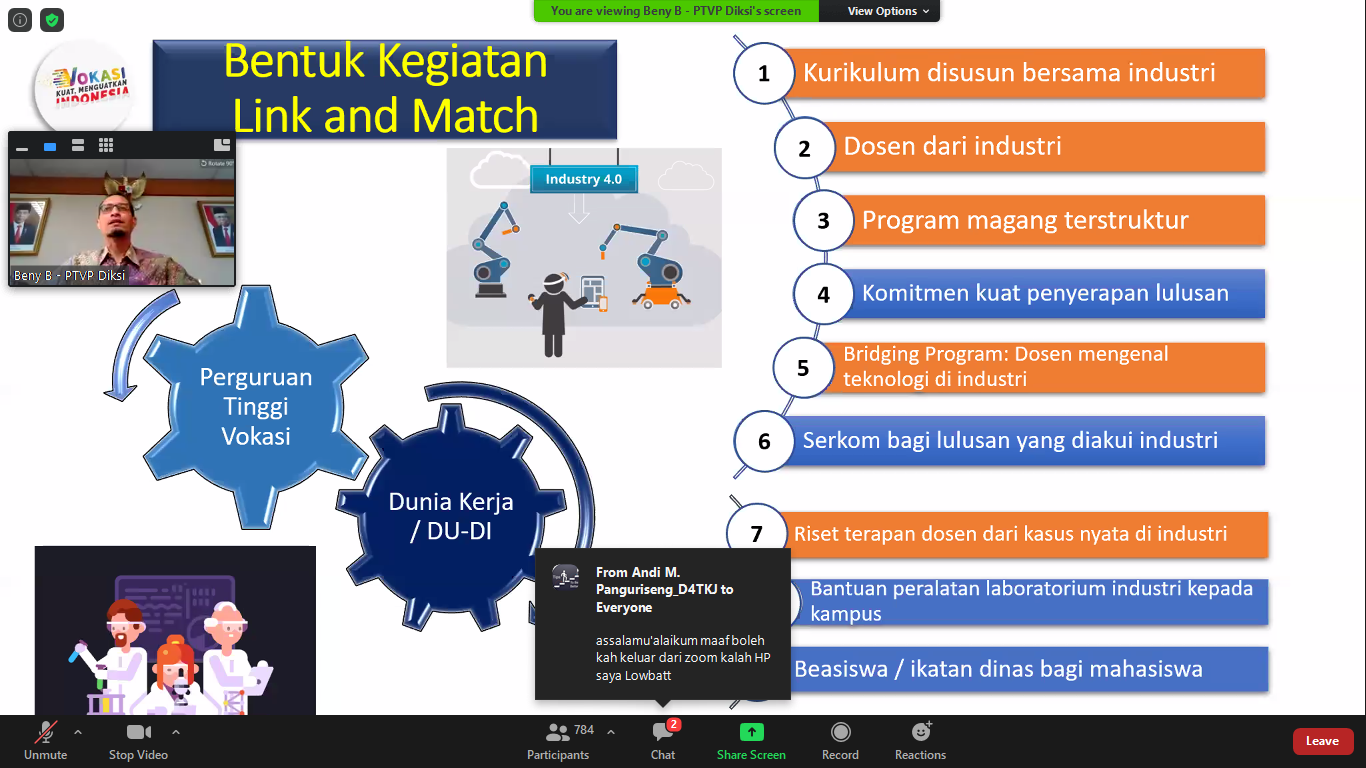 You are viewing Beny B - PTVP Diksi's screen
View Options
VOKASI
KUAT, MENGUATKAN
INDONESIA
Bentuk Kegiatan
Link and Match
Rotate 90°
Beny B - PTVP Diksi
Industry 4.0
Perguruan
Tinggi
Vokasi
Dunia Kerja
/ DU-DI
1
Kurikulum disusun bersama industri
2
Dosen dari industri
3
Program magang terstruktur
4
Komitmen kuat penyerapan lulusan
5
Bridging Program: Dosen mengenal
teknologi di industri
6
Serkom bagi lulusan yang diakui industri
7
Riset terapan dosen dari kasus nyata di industri
Bantuan peralatan laboratorium industri kepada
kampus
Beasiswa / ikatan dinas bagi mahasiswa
From Andi M.
Panguriseng_D4TKJ to
Everyone
assalamu'alaikum maaf boleh
kah keluar dari zoom kalah HP
saya Lowbatt
Unmute
Stop Video
784
Participants
2
Chat
Share Screen
Record
Reactions
Leave